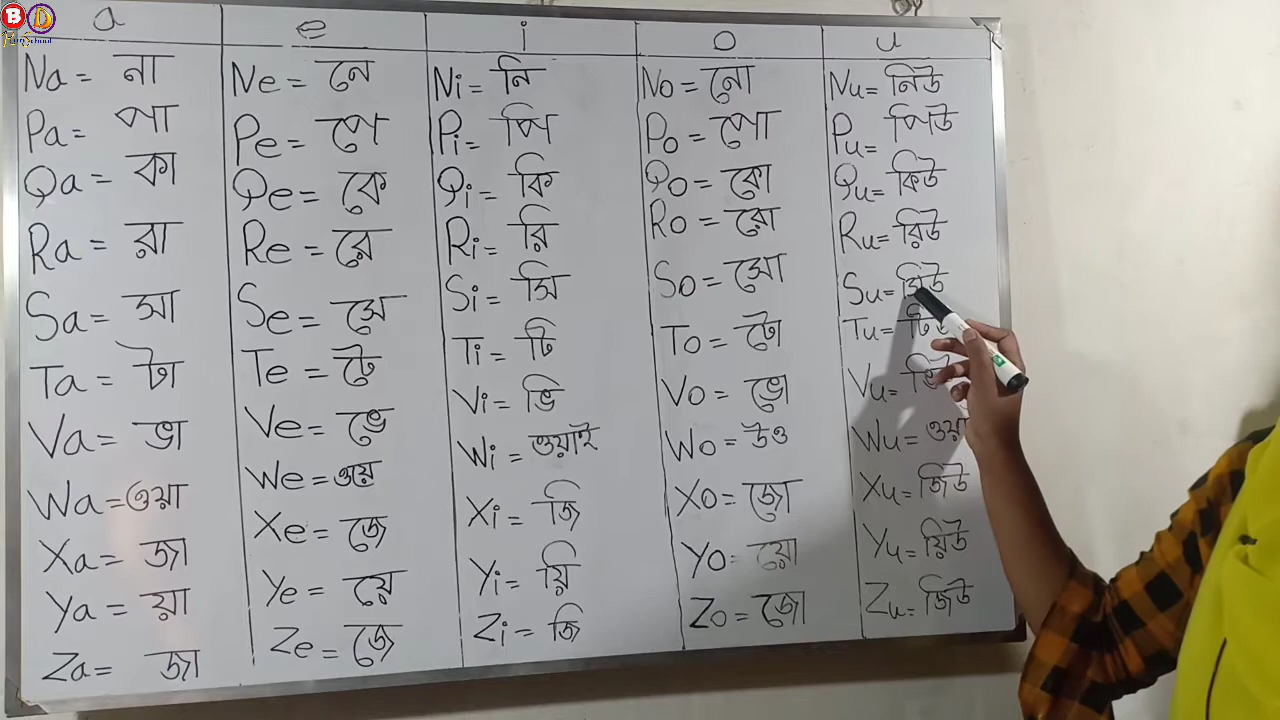 B D
Pen School
a e i o u
Na = না Ne = নে Ni = নি No = নো Nu = নিউ
Pa = পা Pe = পে Pi = পি Po = পো Pu = পিউ
Qa = কা Qe = কে Qi = কি Qo = কো Qu = কিউ
Ra = রা Re = রে Ri = রি Ro = রো Ru = রিউ
Sa = সা Se = সে Si = সি So = সো Su = সিউ
Ta = টা Te = টে Ti = টি To = টো Tu = টিউ
Va = ভা Ve = ভে Vi = ভি Vo = ভো Vu =
Wa = ওয়া We = ওয়ে Wi = ওয়াই Wo = উও Wu = ওয়া
Xa = জা Xe = জে Xi = জি Xo = জো Xu = জিউ
Ya = য়া Ye = য়ে Yi = য়ি Yo = য়ো Yu = য়িউ
Za = জা Ze = জে Zi = জি Zo = জো Zu = জিউ